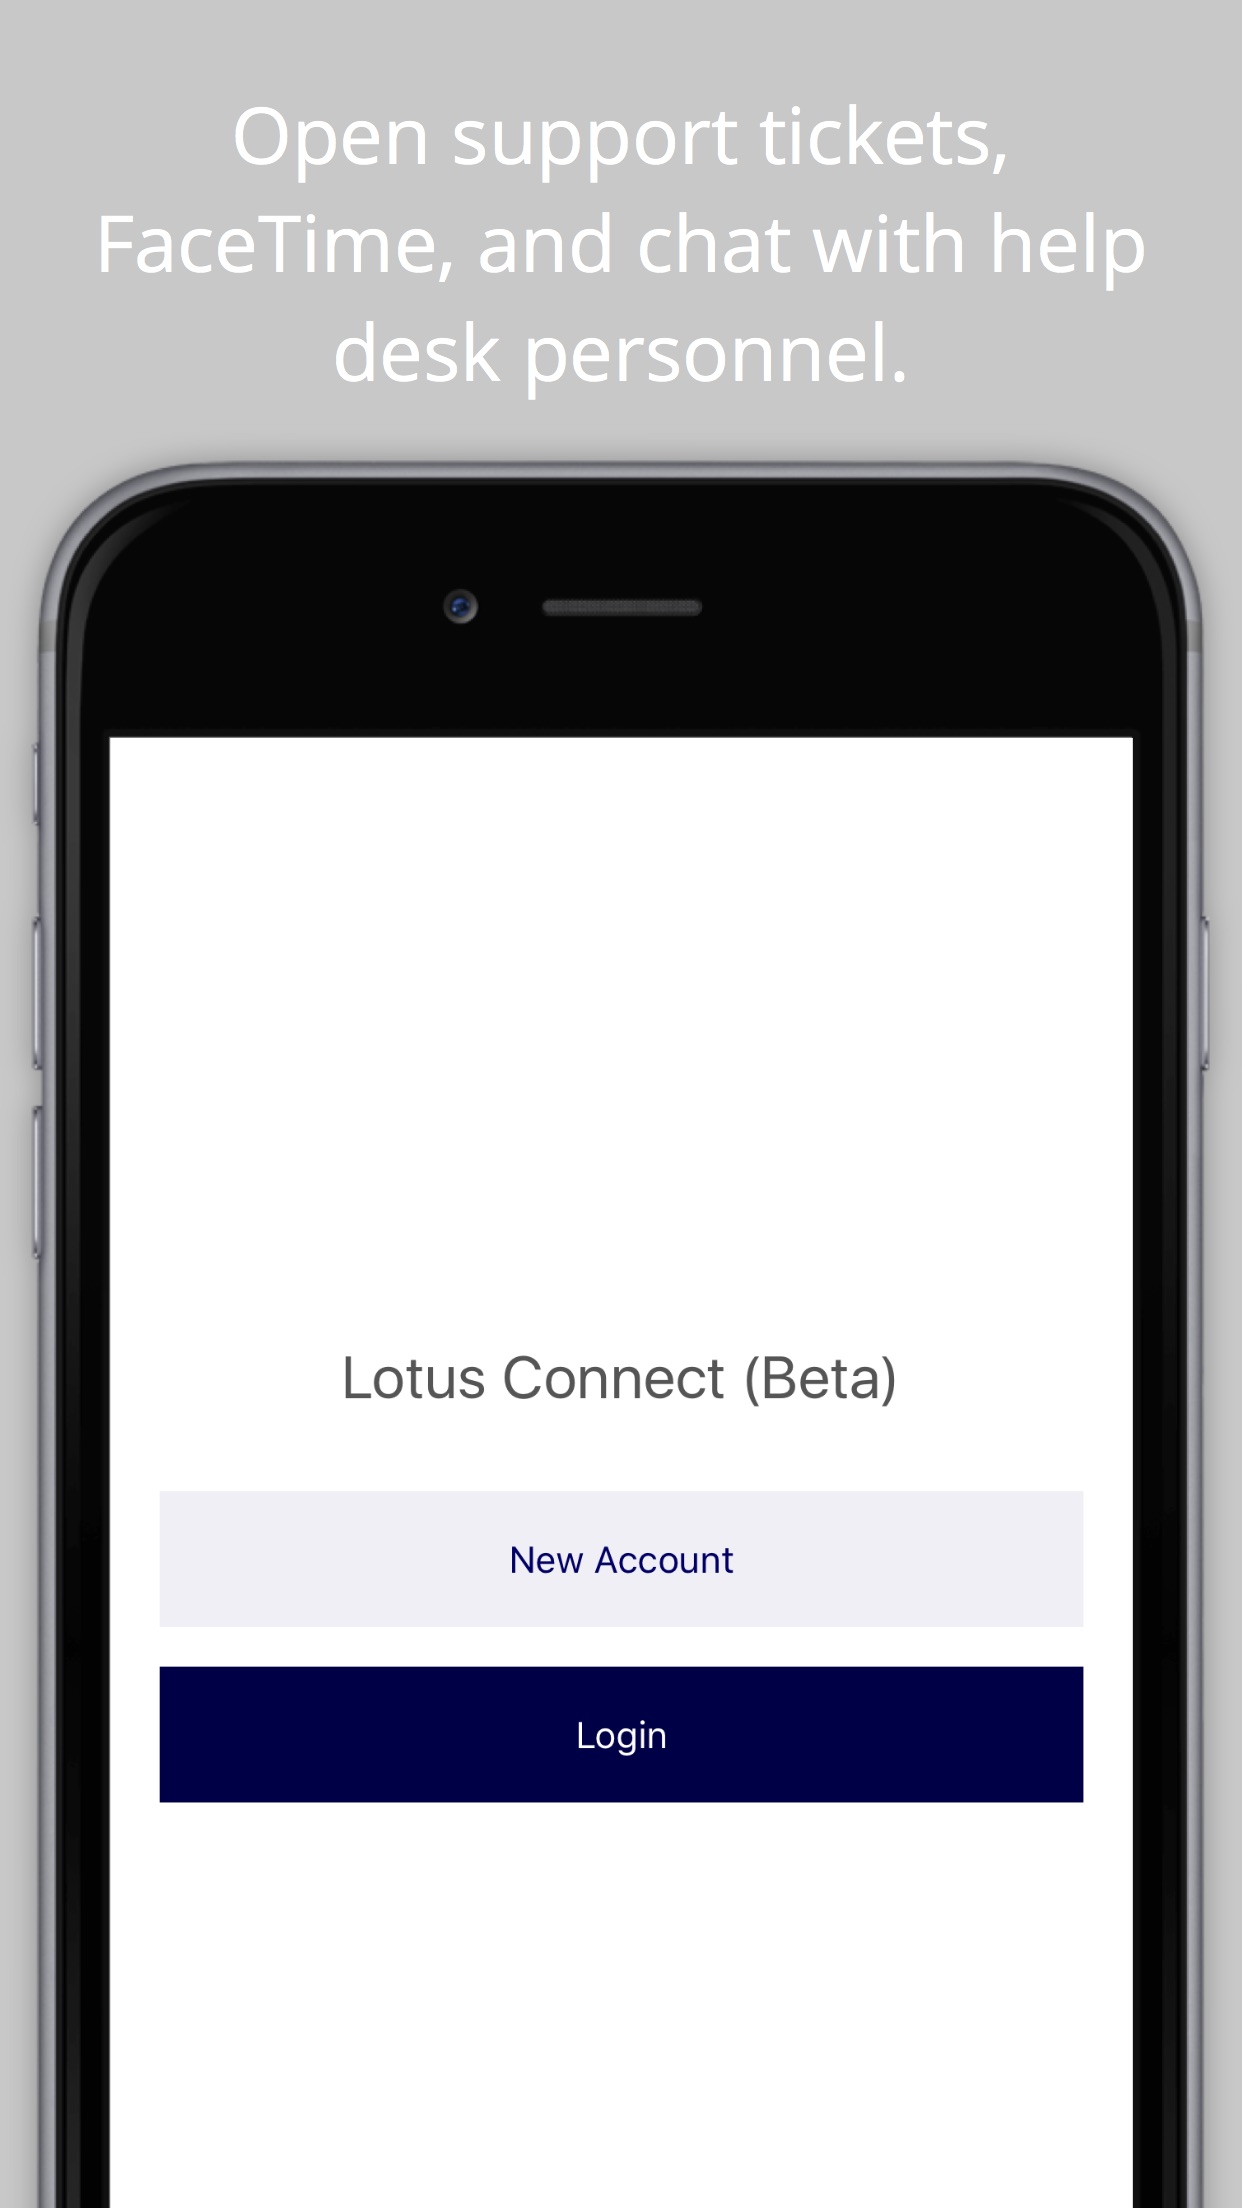 Open support tickets,
FaceTime, and chat with help
desk personnel.
Lotus Connect (Beta)
New Account
Login